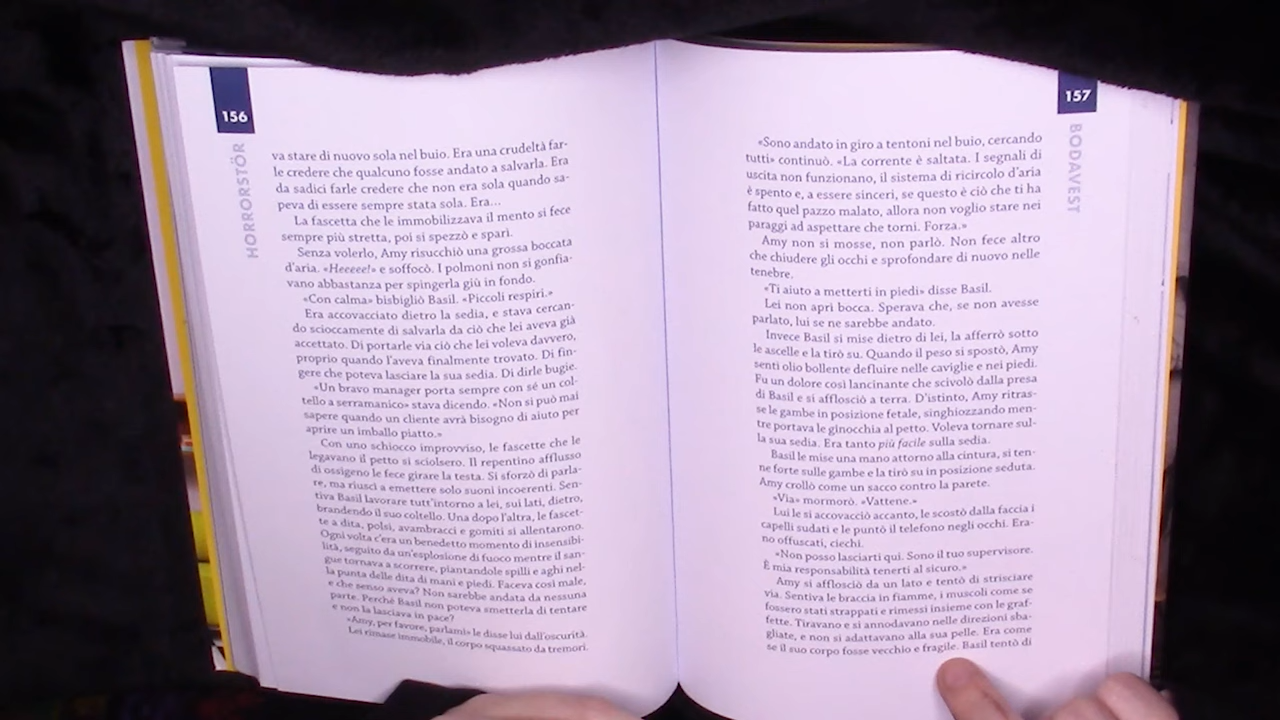 156
HORRORSTÖR
va stare di nuovo sola nel buio. Era una crudeltà far-
le credere che qualcuno fosse andato a salvarla. Era
da sadici farle credere che non era sola quando sa-
peva di essere sempre stata sola. Era...
La fascetta che le immobilizzava il mento si fece
sempre più stretta, poi si spezzò e sparì.
Senza volerlo, Amy risucchiò una grossa boccata
d'aria. «Heeeee!» e soffocò. I polmoni non si gonfia-
vano abbastanza per spingerla giù in fondo.
«Con calma» bisbigliò Basil. «Piccoli respiri.»
Era accovacciato dietro la sedia, e stava cercan-
do scioccamente di salvarla da ciò che lei aveva già
accettato. Di portarle via ciò che lei voleva davvero,
proprio quando l'aveva finalmente trovato. Di fin-
gere che poteva lasciare la sua sedia. Di dirle bugie.
«Un bravo manager porta sempre con sé un col-
tello a serramanico» stava dicendo. «Non si può mai
sapere quando un cliente avrà bisogno di aiuto per
aprire un imballo piatto.»
Con uno schiocco improvviso, le fascette che le
legavano il petto si sciolsero. Il repentino afflusso
di ossigeno le fece girare la testa. Si sforzò di parla-
re, ma riuscì a emettere solo suoni incoerenti. Sen-
tiva Basil lavorare tutt'intorno a lei, sui lati, dietro,
brandendo il suo coltello. Una dopo l'altra, le fascet-
te a dita, polsi, avambracci e gomiti si allentarono.
Ogni volta c'era un benedetto momento di insensibi-
lità, seguito da un'esplosione di fuoco mentre il san-
gue tornava a scorrere, piantandole spilli e aghi nel-
la punta delle dita di mani e piedi. Faceva così male,
e che senso aveva? Non sarebbe andata da nessuna
parte. Perché Basil non poteva smetterla di tentare
e non la lasciava in pace?
«Amy, per favore, parlami» le disse lui dall'oscurità.
Lei rimase immobile, il corpo squassato da tremori.
157
BODAVEST
«Sono andato in giro a tentoni nel buio, cercando
tutti» continuò. «La corrente è saltata. I segnali di
uscita non funzionano, il sistema di ricircolo d'aria
è spento e, a essere sinceri, se questo è ciò che ti ha
fatto quel pazzo malato, allora non voglio stare nei
paraggi ad aspettare che torni. Forza.»
Amy non si mosse, non parlò. Non fece altro
che chiudere gli occhi e sprofondare di nuovo nelle
tenebre.
«Ti aiuto a metterti in piedi» disse Basil.
Lei non aprì bocca. Sperava che, se non avesse
parlato, lui se ne sarebbe andato.
Invece Basil si mise dietro di lei, la afferrò sotto
le ascelle e la tirò su. Quando il peso si spostò, Amy
sentì olio bollente defluire nelle caviglie e nei piedi.
Fu un dolore così lancinante che scivolò dalla presa
di Basil e si afflosciò a terra. D'istinto, Amy ritras-
se le gambe in posizione fetale, singhiozzando men-
tre portava le ginocchia al petto. Voleva tornare sul-
la sua sedia. Era tanto più facile sulla sedia.
Basil le mise una mano attorno alla cintura, si ten-
ne forte sulle gambe e la tirò su in posizione seduta.
Amy crollò come un sacco contro la parete.
«Via» mormorò. «Vattene.»
Lui le si accovacciò accanto, le scostò dalla faccia i
capelli sudati e le puntò il telefono negli occhi. Era-
no offuscati, ciechi.
«Non posso lasciarti qui. Sono il tuo supervisore.
È mia responsabilità tenerti al sicuro.»
Amy si afflosciò da un lato e tentò di strisciare
via. Sentiva le braccia in fiamme, i muscoli come se
fossero stati strappati e rimessi insieme con le graf-
fette. Tiravano e si annodavano nelle direzioni sba-
gliate, e non si adattavano alla sua pelle. Era come
se il suo corpo fosse vecchio e fragile. Basil tentò di